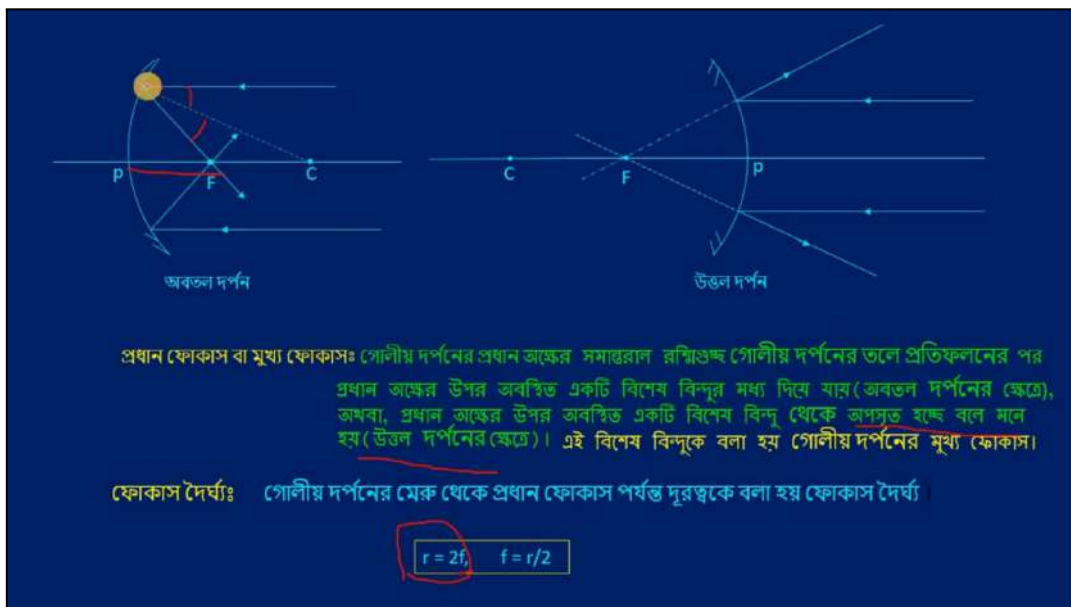 p
F
C
অবতল দর্পন
C
F
p
উত্তল দর্পন
প্রধান ফোকাস বা মুখ্য ফোকাসঃ গোলীয় দর্পনের প্রধান অক্ষের সমান্তরাল রশ্মিগুচ্ছ গোলীয় দর্পনের তলে প্রতিফলনের পর
প্রধান অক্ষের উপর অবস্থিত একটি বিশেষ বিন্দুর মধ্য দিয়ে যায়(অবতল দর্পনের ক্ষেত্রে),
অথবা, প্রধান অক্ষের উপর অবস্থিত একটি বিশেষ বিন্দু থেকে অপসৃত হচ্ছে বলে মনে
হয়(উত্তল দর্পনের ক্ষেত্রে)। এই বিশেষ বিন্দুকে বলা হয় গোলীয় দর্পনের মুখ্য ফোকাস।
ফোকাস দৈর্ঘ্যঃ গোলীয় দর্পনের মেরু থেকে প্রধান ফোকাস পর্যন্ত দূরত্বকে বলা হয় ফোকাস দৈর্ঘ্য।
r = 2f, f = r/2